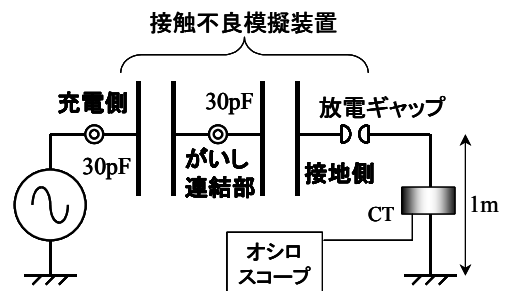 接触不良模擬装置
充電側
30pF
30pF
がいし
連結部
放電ギャップ
接地側
CT
1m
オシロ
スコープ